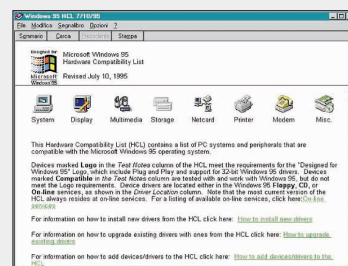 Windows 95 HCL 7/10/95
File Modifica Segnalibro Opzioni ?
Sommario Cerca Precedente Stampa
Designed for
Microsoft
Windows 95
Microsoft Windows 95
Hardware Compatibility List
Revised July 10, 1995
System Display Multimedia Storage Netcard Printer Modem Misc.
This Hardware Compatibility List (HCL) contains a list of PC systems and peripherals that are
compatible with the Microsoft Windows 95 operating system.
Devices marked Logo in the Test Notes column of the HCL meet the requirements for the "Designed for
Windows 95" Logo, which include Plug and Play and support for 32-bit Windows 95 drivers. Devices
marked Compatible in the Test Notes column are tested with and work with Windows 95, but do not
meet the Logo requirements. Device drivers are located either in the Windows 95 Floppy, CD, or
On-line services, as shown in the Driver Location column. Note that the most current version of the
HCL always resides at on-line services. For a listing of available on-line services, click here:On-line
services
For information on how to install new drivers from the HCL click here: How to install new drivers
For information on how to upgrade existing drivers with ones from the HCL click here: How to upgrade
existing drivers
For information on how to add devices/drivers to the HCL click here: How to add devices/drivers to the
HCL